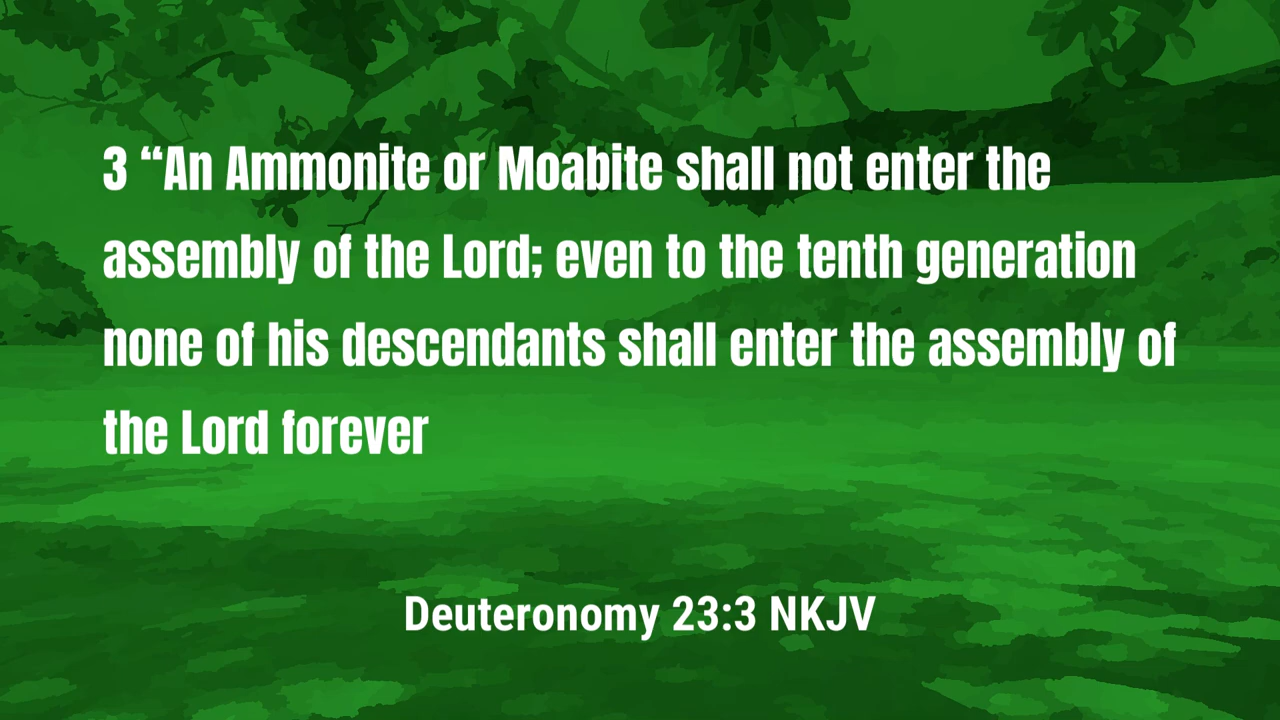 3 “An Ammonite or Moabite shall not enter the
assembly of the Lord; even to the tenth generation
none of his descendants shall enter the assembly of
the Lord forever
Deuteronomy 23:3 NKJV